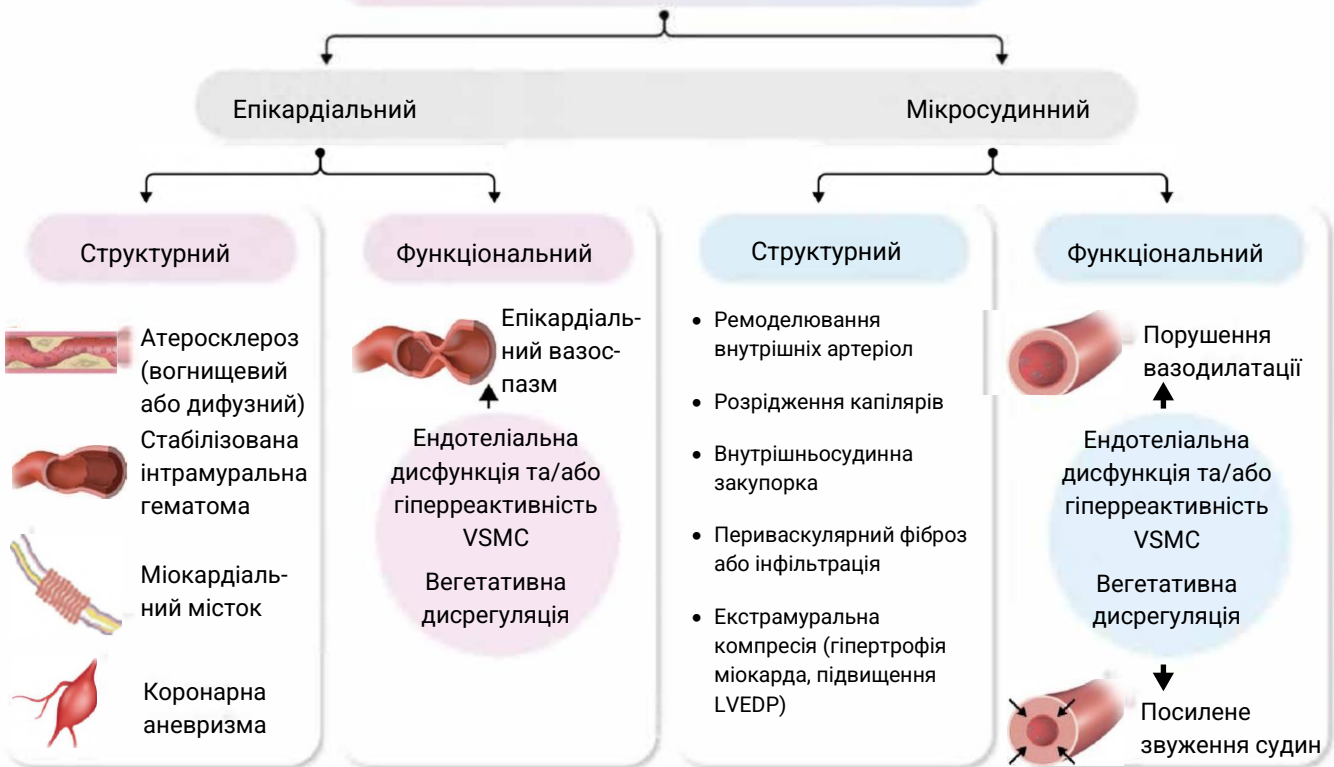 Епікардіальний
Мікросудинний
Структурний
Атеросклероз
(вогнищевий
або дифузний)
Стабілізована
інтрамуральна
гематома
Міокардіаль-
ний місток
Коронарна
аневризма
Функціональний
Епікардіаль-
ний вазос-
пазм
Ендотеліальна
дисфункція та/або
гіперреактивність
VSMC
Вегетативна
дисрегуляція
Структурний
• Ремоделювання
внутрішніх артеріол
• Розрідження капілярів
• Внутрішньосудинна
закупорка
• Периваскулярний фіброз
або інфільтрація
• Екстрамуральна
компресія (гіпертрофія
міокарда, підвищення
LVEDP)
Функціональний
Порушення
вазодилатації
Ендотеліальна
дисфункція та/або
гіперреактивність
VSMC
Вегетативна
дисрегуляція
Посилене
звуження судин